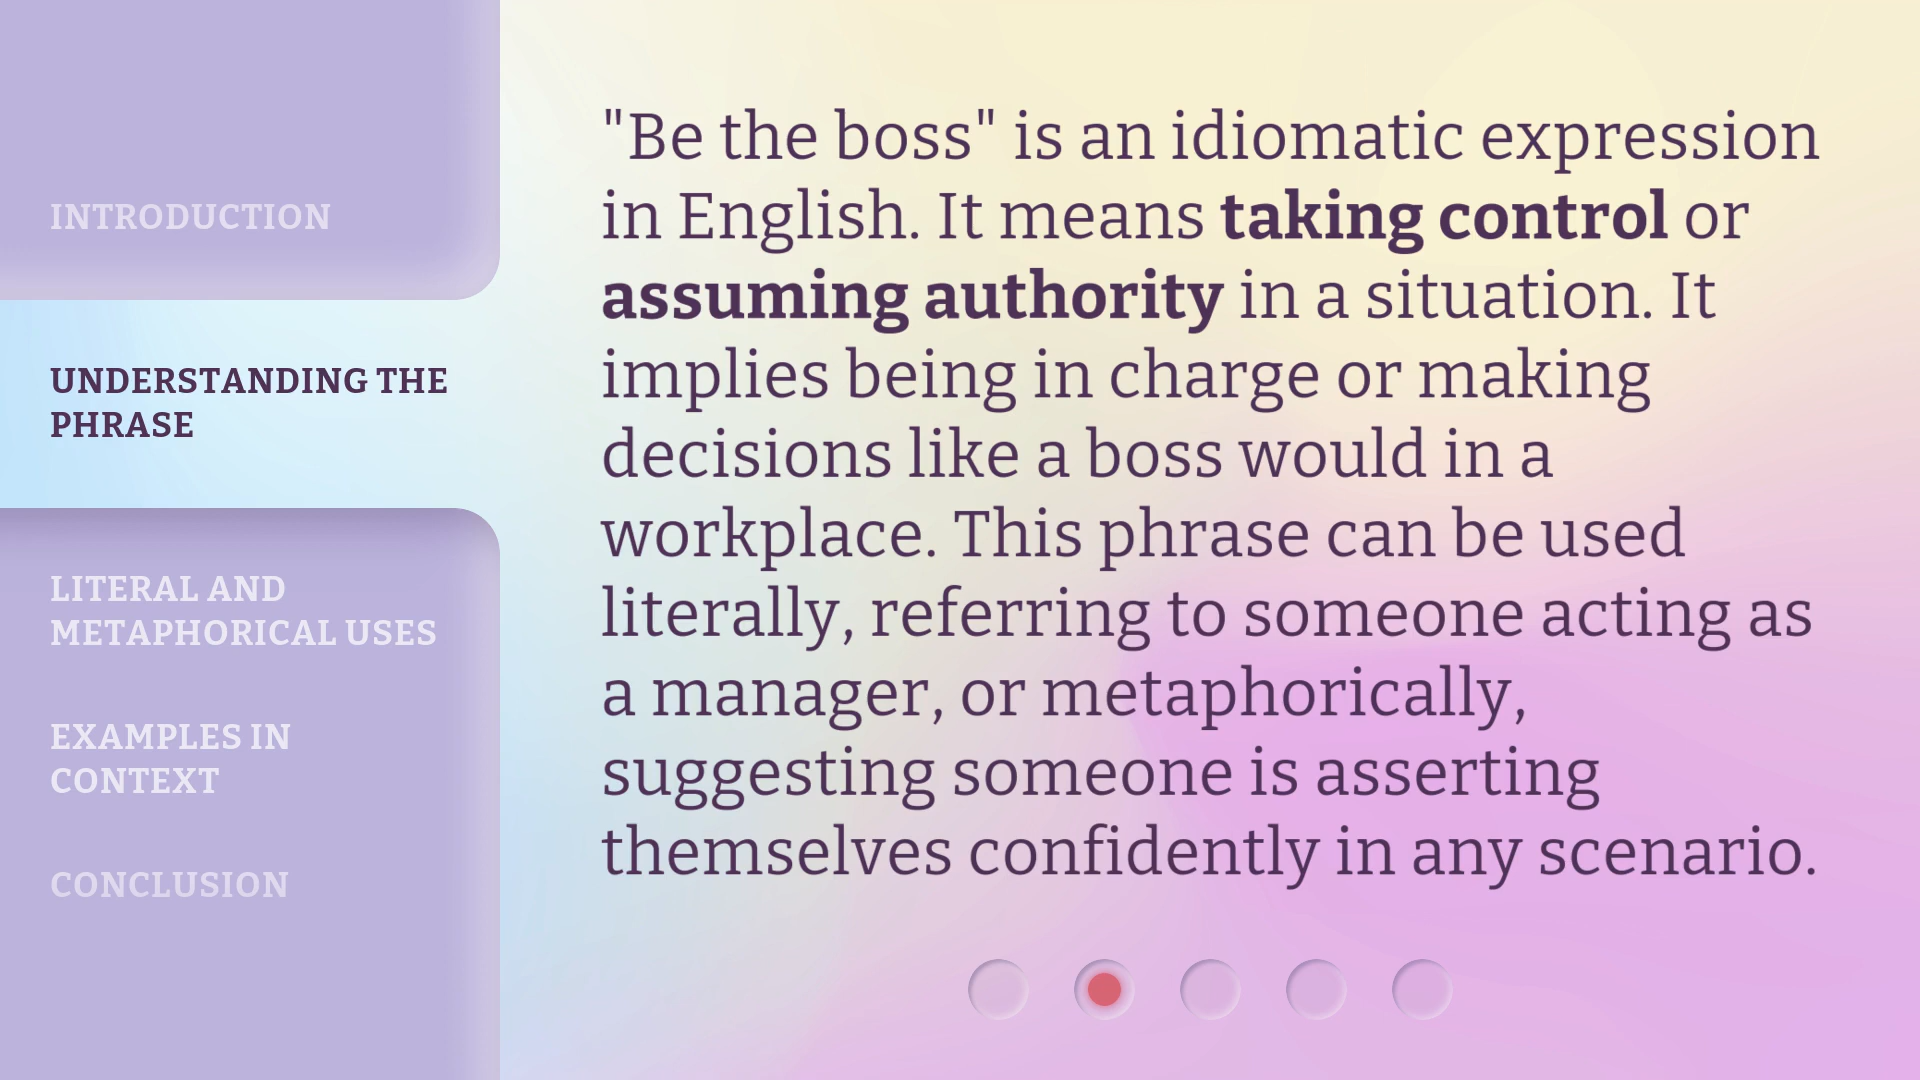 INTRODUCTION
UNDERSTANDING THE
PHRASE
LITERAL AND
METAPHORICAL USES
EXAMPLES IN
CONTEXT
CONCLUSION
"Be the boss" is an idiomatic expression
in English. It means taking control or
assuming authority in a situation. It
implies being in charge or making
decisions like a boss would in a
workplace. This phrase can be used
literally, referring to someone acting as
a manager, or metaphorically,
suggesting someone is asserting
themselves confidently in any scenario.